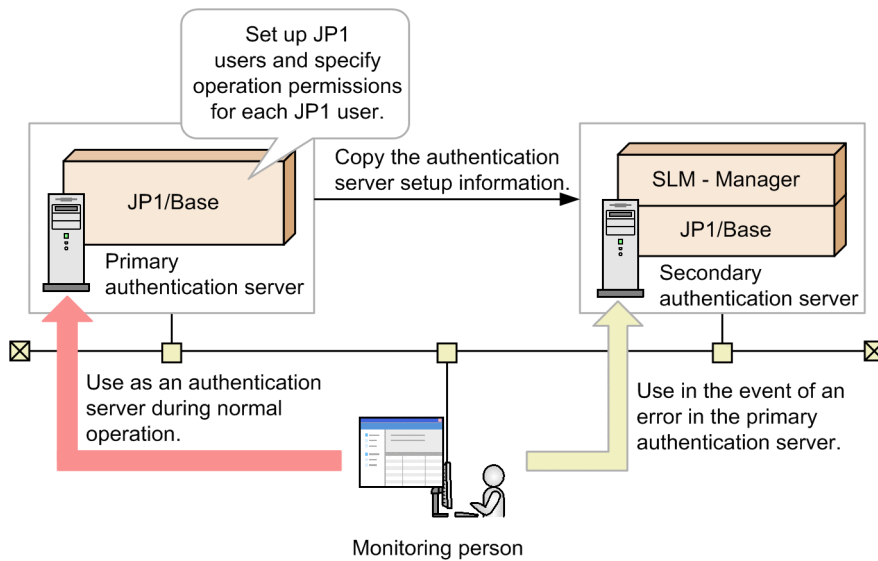 Set up JP1
users and specify
operation permissions
for each JP1 user.
Copy the authentication
server setup information.
JP1/Base
SLM - Manager
JP1/Base
Primary
authentication server
Secondary
authentication server
Use as an authentication
server during normal
operation.
Use in the event of an
error in the primary
authentication server.
Monitoring person